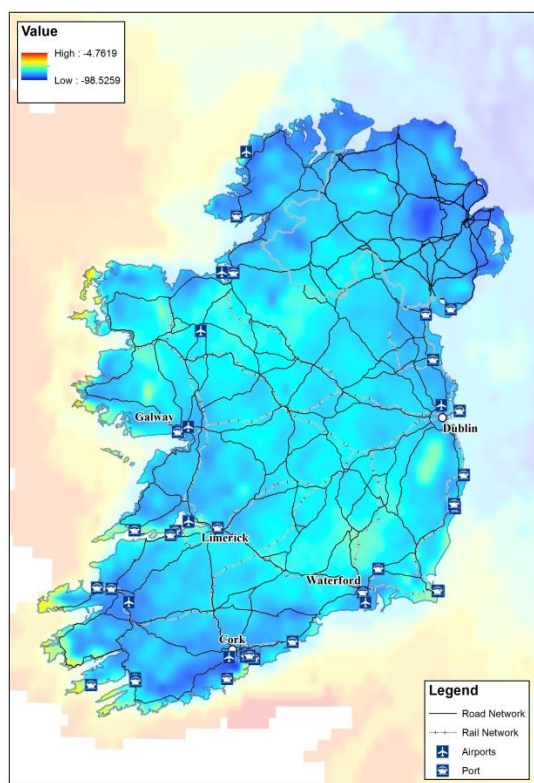 Value
High : -4.7619
Low : -98.5259
Galway
Dublin
Limerick
Waterford
Cork
Legend
Road Network
Rail Network
Airports
Port